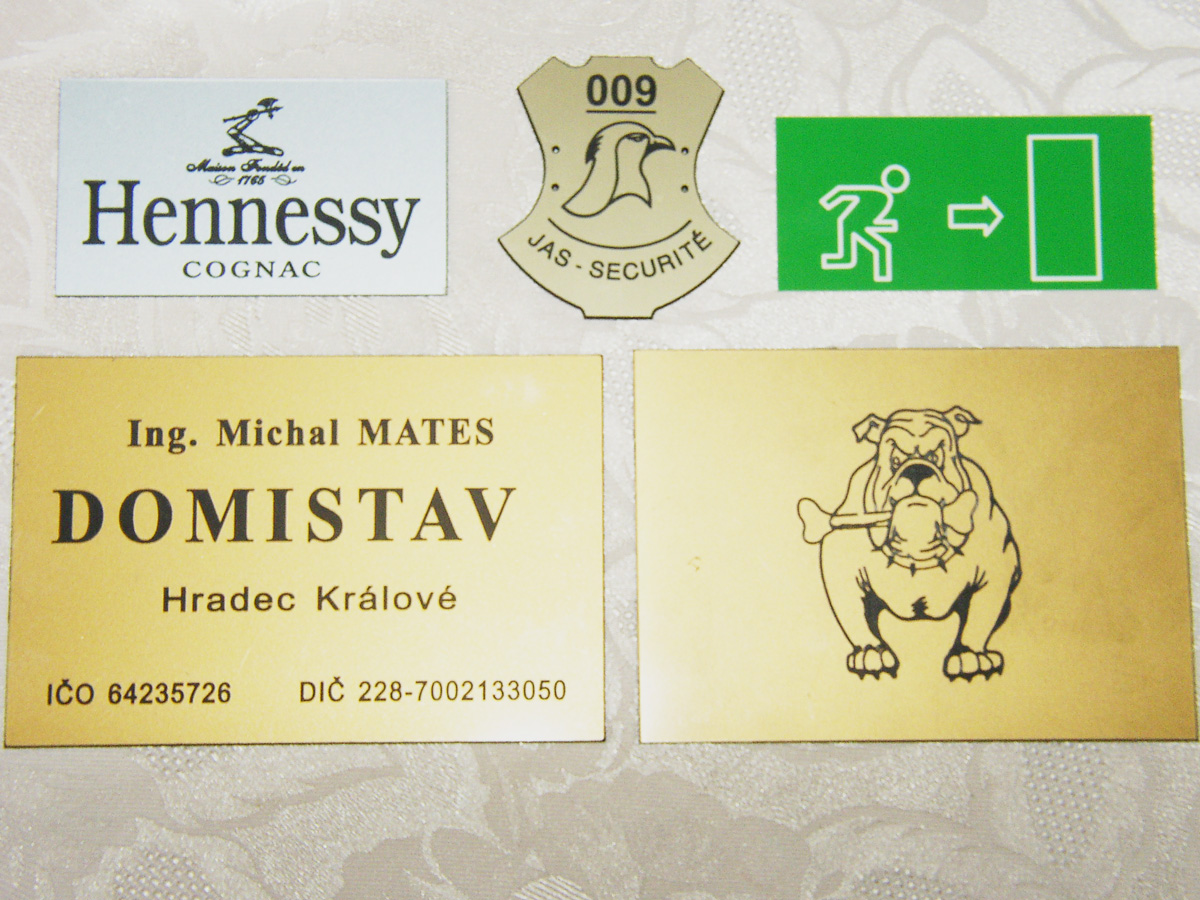 Maison Fondtd en
1765
Hennessy
COGNAC
009
JAS - SECURITÉ
Ing. Michal MATES
DOMISTAV
Hradec Králové
IČO 64235726 DIČ 228-7002133050